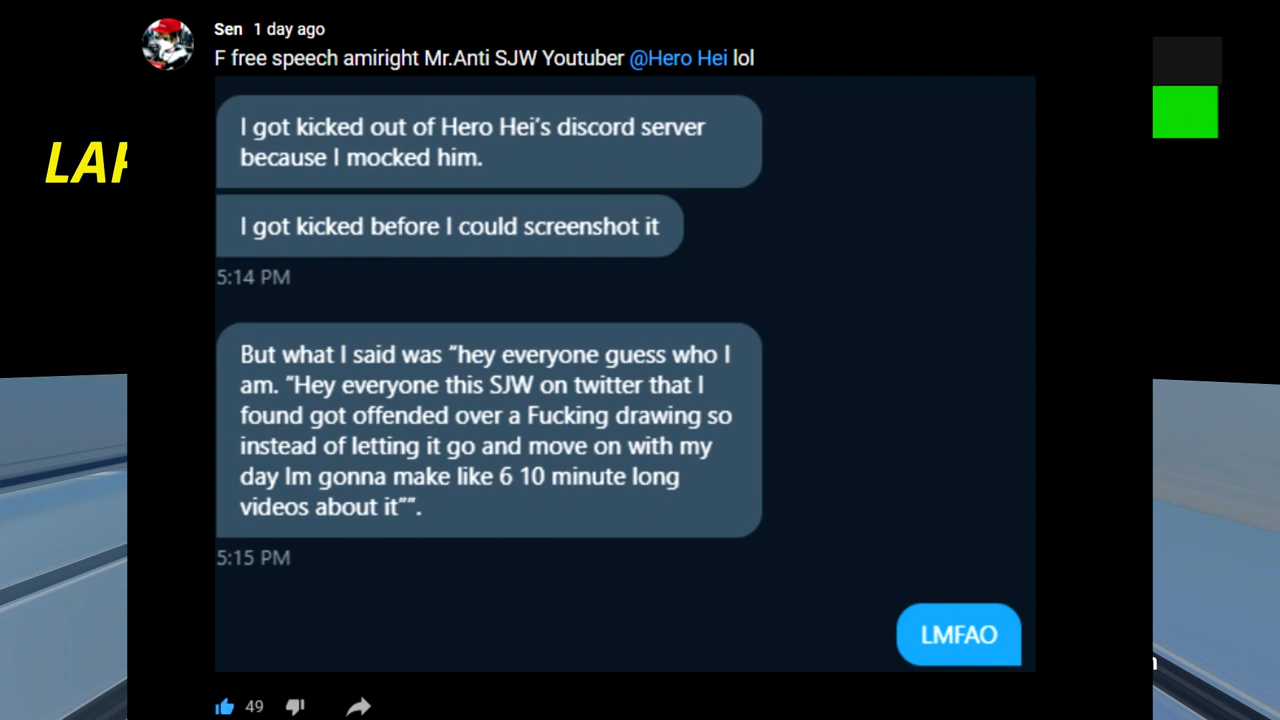 Sen 1 day ago
F free speech amiright Mr.Anti SJW Youtuber @Hero Hei lol
I got kicked out of Hero Hei's discord server
because I mocked him.
LAR
I got kicked before I could screenshot it
5:14 PM
But what I said was “hey everyone guess who I
am. “Hey everyone this SJW on twitter that I
found got offended over a Fucking drawing so
instead of letting it go and move on with my
day Im gonna make like 6 10 minute long
videos about it””.
5:15 PM
LMFAO
49